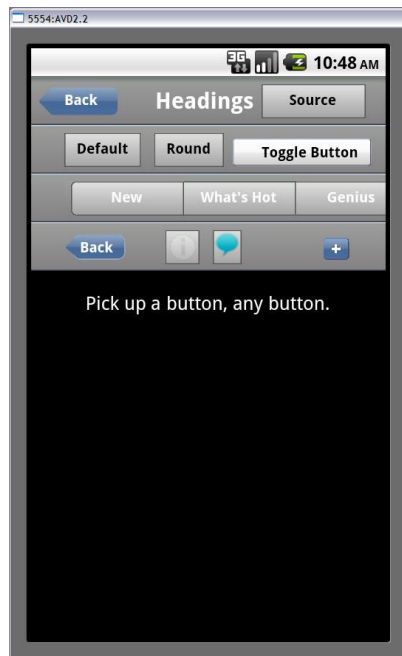 5554:AVD2.2
3G 10:48 AM
Back Headings Source
Default Round Toggle Button
New What's Hot Genius
Back i +
Pick up a button, any button.